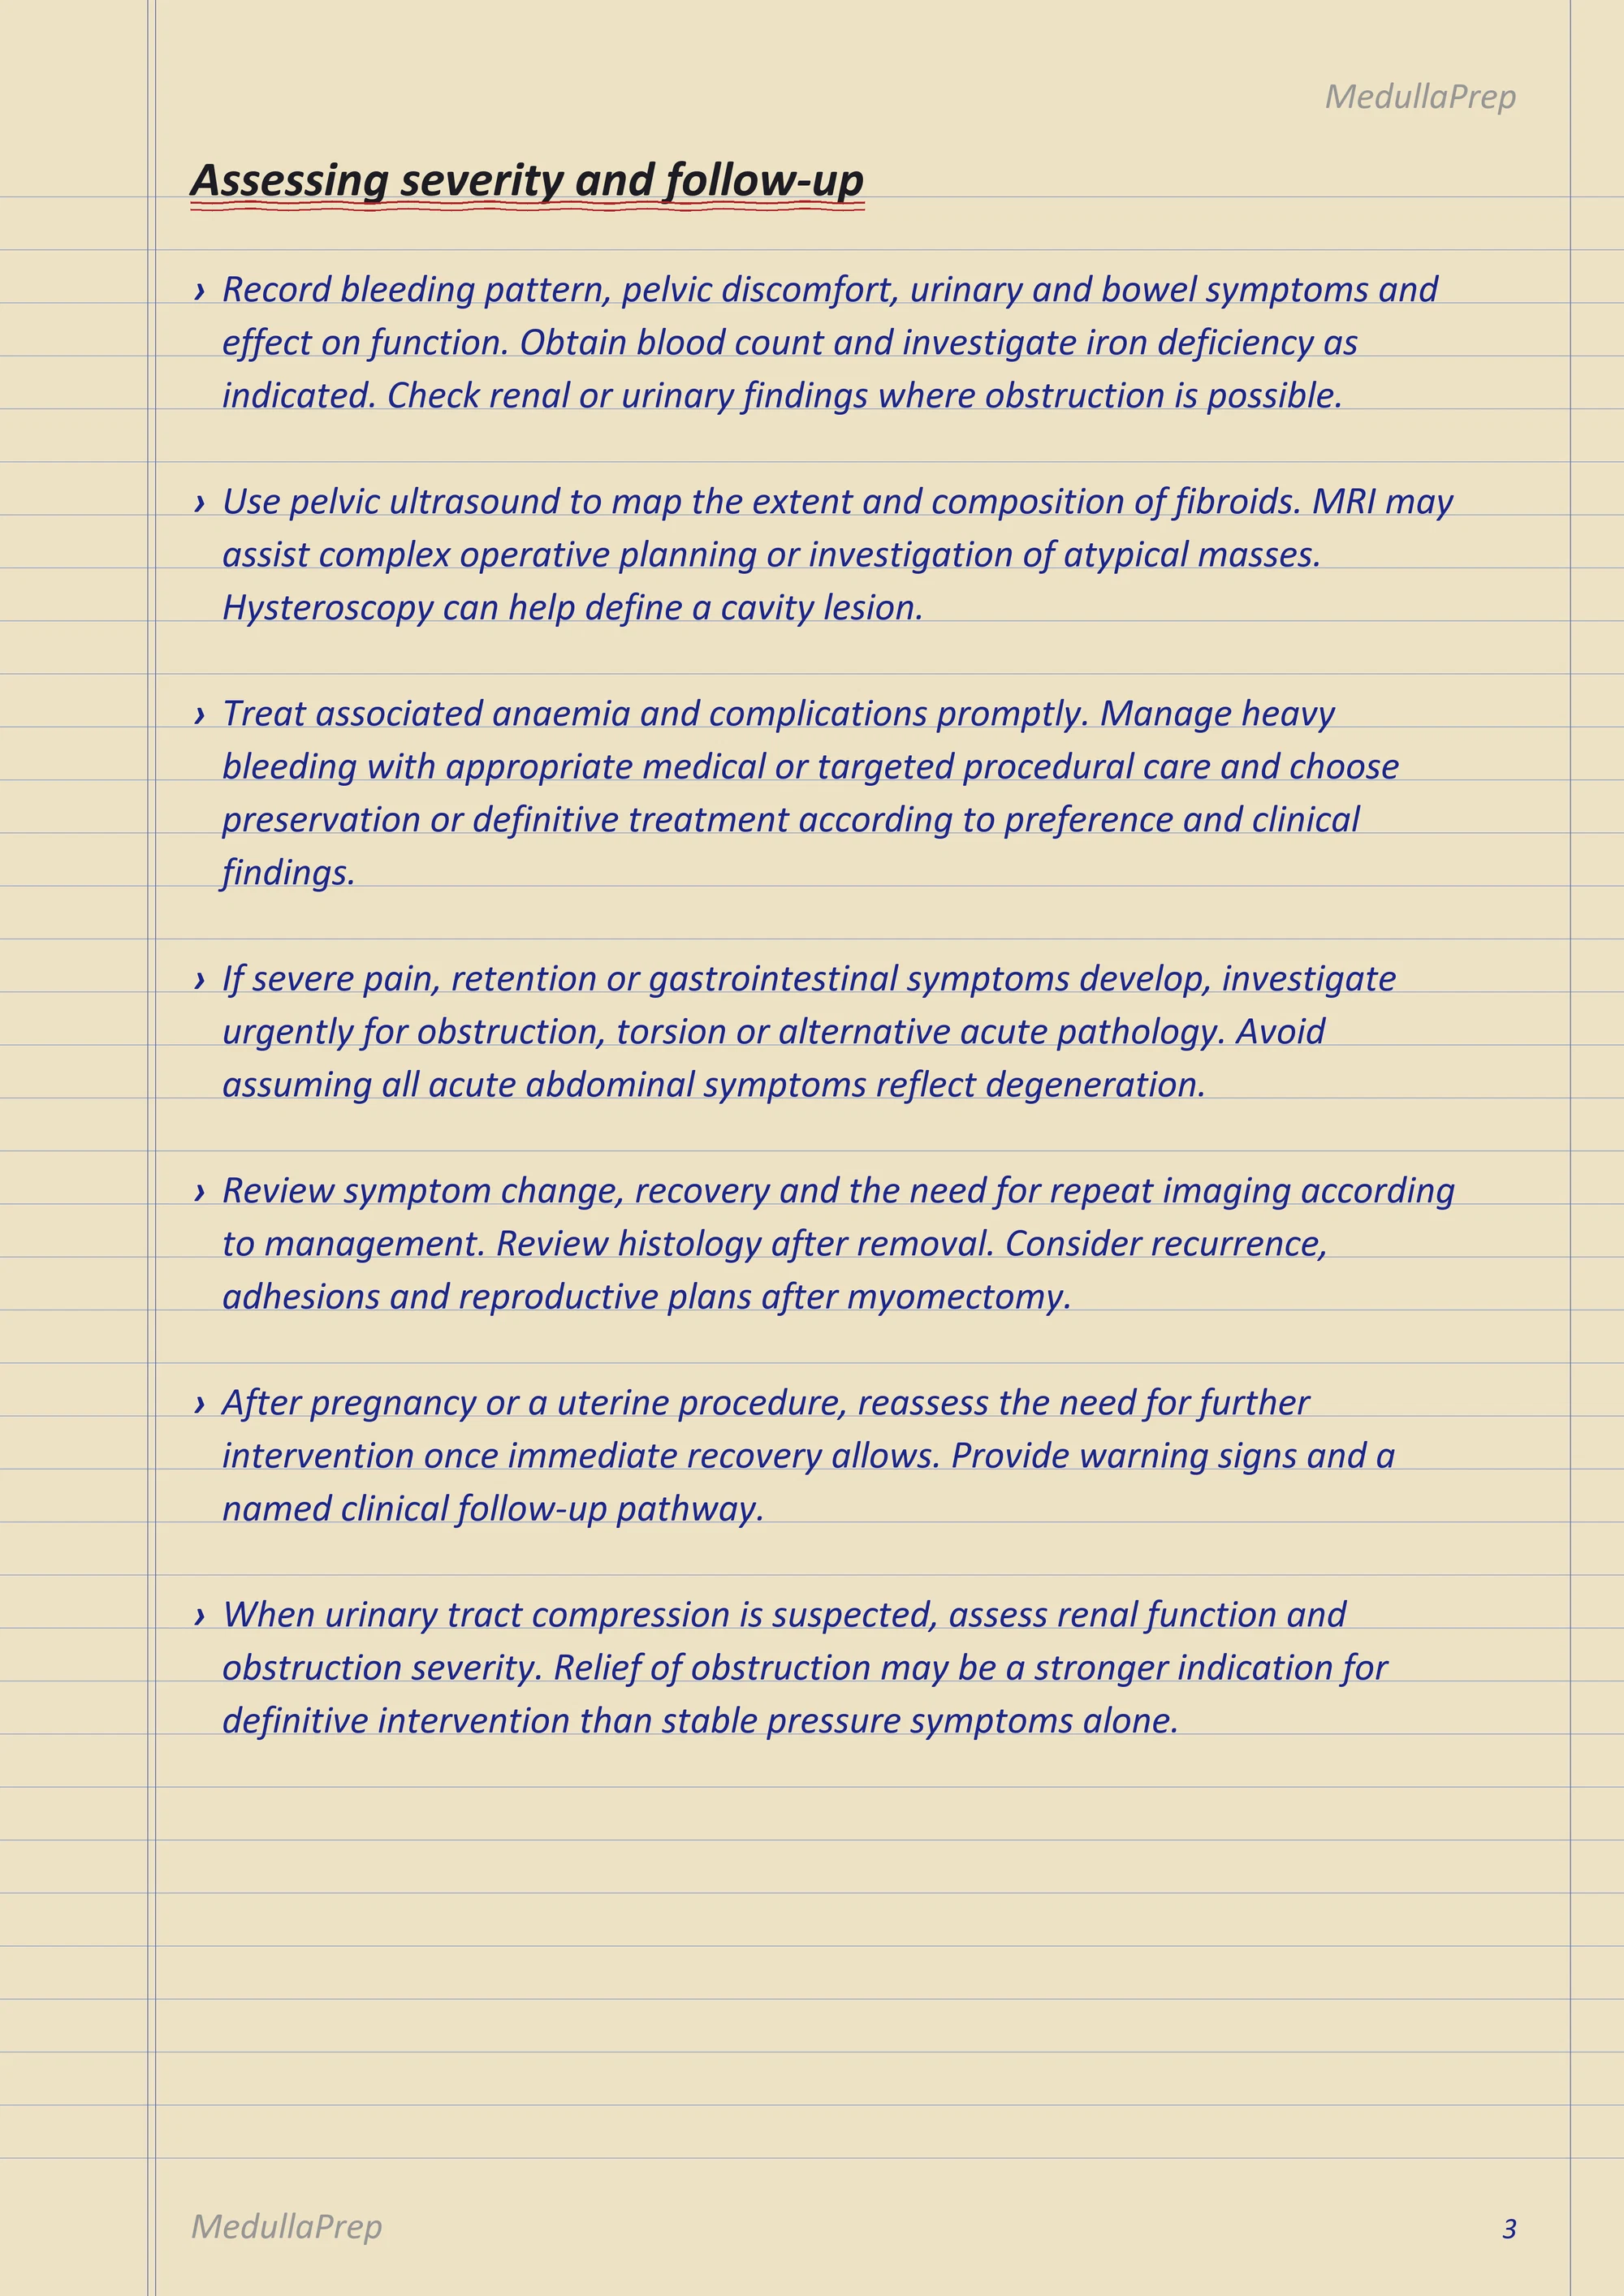 MedullaPrep
Assessing severity and follow-up
› Record bleeding pattern, pelvic discomfort, urinary and bowel symptoms and
effect on function. Obtain blood count and investigate iron deficiency as
indicated. Check renal or urinary findings where obstruction is possible.
› Use pelvic ultrasound to map the extent and composition of fibroids. MRI may
assist complex operative planning or investigation of atypical masses.
Hysteroscopy can help define a cavity lesion.
› Treat associated anaemia and complications promptly. Manage heavy
bleeding with appropriate medical or targeted procedural care and choose
preservation or definitive treatment according to preference and clinical
findings.
› If severe pain, retention or gastrointestinal symptoms develop, investigate
urgently for obstruction, torsion or alternative acute pathology. Avoid
assuming all acute abdominal symptoms reflect degeneration.
› Review symptom change, recovery and the need for repeat imaging according
to management. Review histology after removal. Consider recurrence,
adhesions and reproductive plans after myomectomy.
› After pregnancy or a uterine procedure, reassess the need for further
intervention once immediate recovery allows. Provide warning signs and a
named clinical follow-up pathway.
› When urinary tract compression is suspected, assess renal function and
obstruction severity. Relief of obstruction may be a stronger indication for
definitive intervention than stable pressure symptoms alone.
MedullaPrep
3